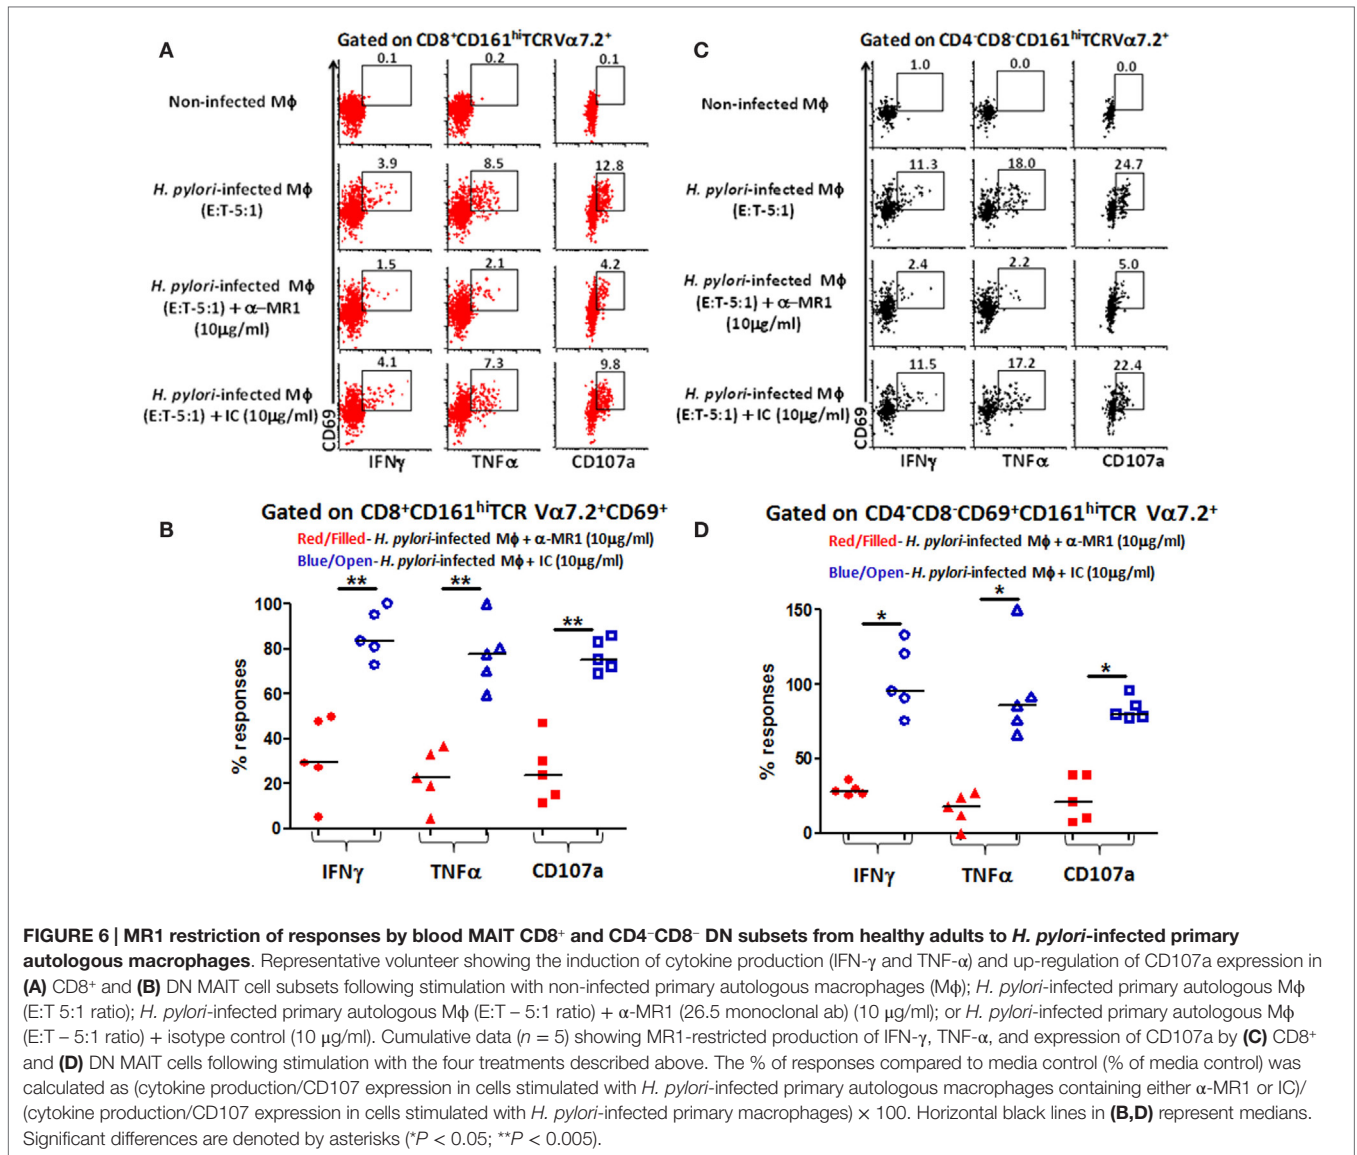 A
Gated on CD8⁺CD161ʰⁱTCRVα7.2⁺
0.1 0.2 0.1
Non-infected Mϕ
3.9 8.5 12.8
H. pylori-infected Mϕ
(E:T-5:1)
1.5 2.1 4.2
H. pylori-infected Mϕ
(E:T-5:1) + α–MR1
(10µg/ml)
4.1 7.3 9.8
H. pylori-infected Mϕ
(E:T-5:1) + IC (10µg/ml)
CD69
IFNγ TNFα CD107a
C
Gated on CD4⁻CD8⁻CD161ʰⁱTCRVα7.2⁺
1.0 0.0 0.0
Non-infected Mϕ
11.3 18.0 24.7
H. pylori-infected Mϕ
(E:T-5:1)
2.4 2.2 5.0
H. pylori-infected Mϕ
(E:T-5:1) + α-MR1
(10µg/ml)
11.5 17.2 22.4
H. pylori-infected Mϕ
(E:T-5:1) + IC (10µg/ml)
CD69
IFNγ TNFα CD107a
B
Gated on CD8⁺CD161ʰⁱTCR Vα7.2⁺CD69⁺
Red/Filled- H. pylori-infected Mϕ + α-MR1 (10µg/ml)
Blue/Open- H. pylori-infected Mϕ + IC (10µg/ml)
** ** **
% responses
100
80
60
40
20
0
IFNγ TNFα CD107a
D
Gated on CD4⁻CD8⁻CD69⁺CD161ʰⁱTCR Vα7.2⁺
Red/Filled- H. pylori-infected Mϕ + α-MR1 (10µg/ml)
Blue/Open- H. pylori-infected Mϕ + IC (10µg/ml)
* * *
% responses
150
100
50
0
IFNγ TNFα CD107a
FIGURE 6 | MR1 restriction of responses by blood MAIT CD8⁺ and CD4⁻CD8⁻ DN subsets from healthy adults to H. pylori-infected primary
autologous macrophages. Representative volunteer showing the induction of cytokine production (IFN-γ and TNF-α) and up-regulation of CD107a expression in
(A) CD8⁺ and (B) DN MAIT cell subsets following stimulation with non-infected primary autologous macrophages (Mϕ); H. pylori-infected primary autologous Mϕ
(E:T 5:1 ratio); H. pylori-infected primary autologous Mϕ (E:T – 5:1 ratio) + α-MR1 (26.5 monoclonal ab) (10 µg/ml); or H. pylori-infected primary autologous Mϕ
(E:T – 5:1 ratio) + isotype control (10 µg/ml). Cumulative data (n = 5) showing MR1-restricted production of IFN-γ, TNF-α, and expression of CD107a by (C) CD8⁺
and (D) DN MAIT cells following stimulation with the four treatments described above. The % of responses compared to media control (% of media control) was
calculated as (cytokine production/CD107 expression in cells stimulated with H. pylori-infected primary autologous macrophages containing either α-MR1 or IC)/
(cytokine production/CD107 expression in cells stimulated with H. pylori-infected primary macrophages) × 100. Horizontal black lines in (B,D) represent medians.
Significant differences are denoted by asterisks (*P < 0.05; **P < 0.005).